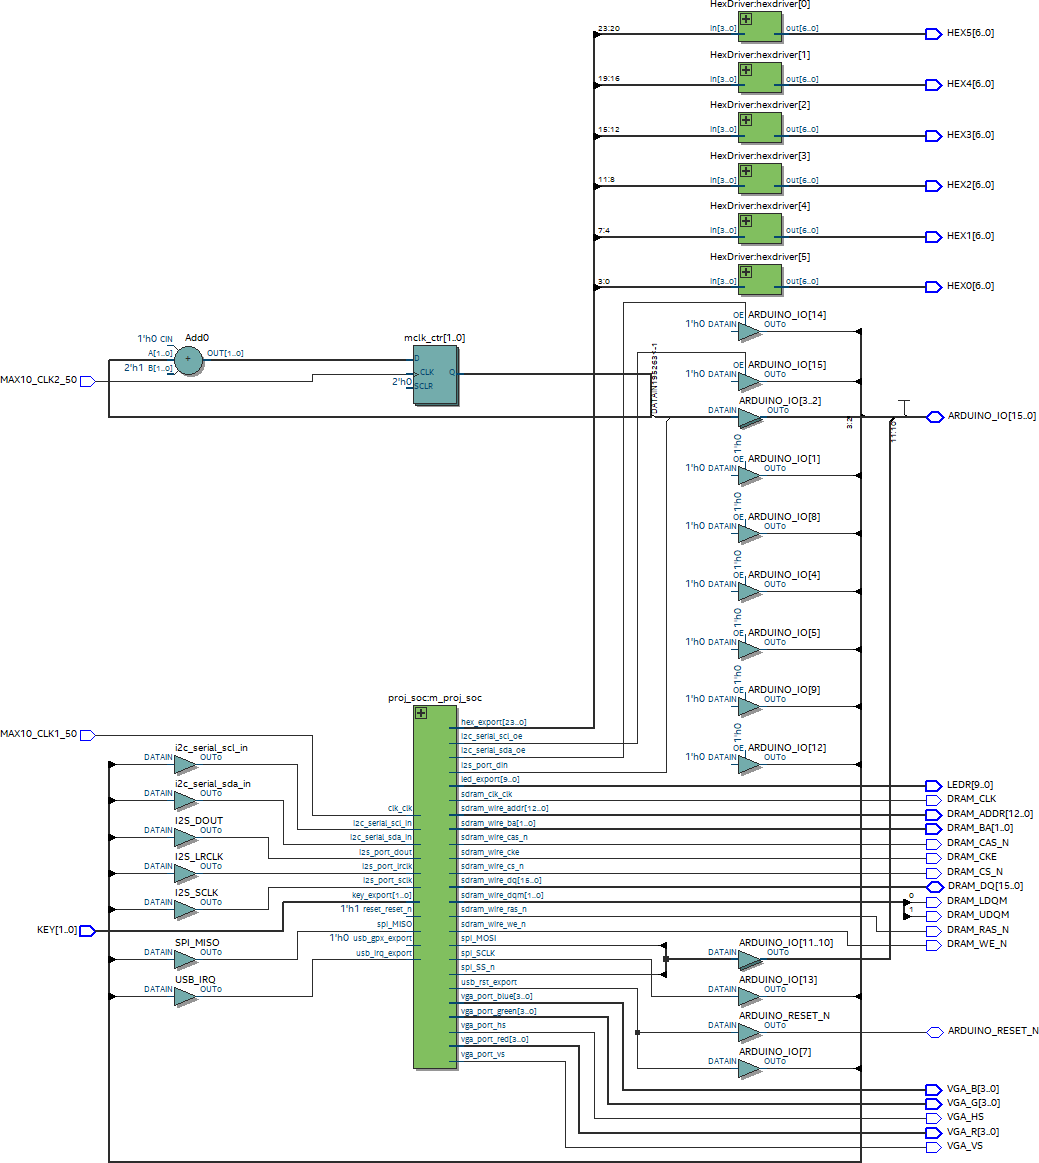 HexDriver:hexdriver[0]
23:20
in[3..0]
out[6..0]
HEX5[6..0]
HexDriver:hexdriver[1]
19:16
in[3..0]
out[6..0]
HEX4[6..0]
HexDriver:hexdriver[2]
15:12
in[3..0]
out[6..0]
HEX3[6..0]
HexDriver:hexdriver[3]
11:8
in[3..0]
out[6..0]
HEX2[6..0]
HexDriver:hexdriver[4]
7:4
in[3..0]
out[6..0]
HEX1[6..0]
HexDriver:hexdriver[5]
3:0
in[3..0]
out[6..0]
HEX0[6..0]
OE
ARDUINO_IO[14]
1'h0 DATAIN
OUT0
Add0
1'h0 CIN
A[1..0]
OUT[1..0]
2'h1 B[1..0]
mclk_ctr[1..0]
D
CLK
Q
2'h0
SCLR
MAX10_CLK2_50
OE
ARDUINO_IO[15]
1'h0 DATAIN
OUT0
ARDUINO_IO[3..2]
DATAIN
OUT0
11:10
ARDUINO_IO[15..0]
1'h0
OE
ARDUINO_IO[1]
1'h0 DATAIN
OUT0
1'h0
OE
ARDUINO_IO[8]
1'h0 DATAIN
OUT0
1'h0
OE
ARDUINO_IO[4]
1'h0 DATAIN
OUT0
1'h0
OE
ARDUINO_IO[5]
1'h0 DATAIN
OUT0
1'h0
OE
ARDUINO_IO[9]
1'h0 DATAIN
OUT0
1'h0
OE
ARDUINO_IO[12]
1'h0 DATAIN
OUT0
proj_soc:m_proj_soc
MAX10_CLK1_50
i2c_serial_scl_in
DATAIN
OUT0
i2c_serial_sda_in
DATAIN
OUT0
I2S_DOUT
DATAIN
OUT0
I2S_LRCLK
DATAIN
OUT0
I2S_SCLK
DATAIN
OUT0
KEY[1..0]
SPI_MISO
DATAIN
OUT0
USB_IRQ
DATAIN
OUT0
clk_clk
i2c_serial_scl_in
i2c_serial_sda_in
i2s_port_dout
i2s_port_lrclk
i2s_port_sclk
key_export[1..0]
1'h1 reset_reset_n
spi_MISO
1'h0 usb_gpx_export
usb_irq_export
hex_export[23..0]
i2c_serial_scl_oe
i2c_serial_sda_oe
i2s_port_din
led_export[9..0]
sdram_clk_clk
sdram_wire_addr[12..0]
sdram_wire_ba[1..0]
sdram_wire_cas_n
sdram_wire_cke
sdram_wire_cs_n
sdram_wire_dq[15..0]
sdram_wire_dqm[1..0]
sdram_wire_ras_n
sdram_wire_we_n
spi_MOSI
spi_SCLK
spi_SS_n
usb_rst_export
vga_port_blue[3..0]
vga_port_green[3..0]
vga_port_hs
vga_port_red[3..0]
vga_port_vs
LEDR[9..0]
DRAM_CLK
DRAM_ADDR[12..0]
DRAM_BA[1..0]
DRAM_CAS_N
DRAM_CKE
DRAM_CS_N
DRAM_DQ[15..0]
0
DRAM_LDQM
1
DRAM_UDQM
DRAM_RAS_N
DRAM_WE_N
ARDUINO_IO[11..10]
DATAIN
OUT0
ARDUINO_IO[13]
DATAIN
OUT0
ARDUINO_RESET_N
DATAIN
OUT0
ARDUINO_RESET_N
ARDUINO_IO[7]
DATAIN
OUT0
VGA_B[3..0]
VGA_G[3..0]
VGA_HS
VGA_R[3..0]
VGA_VS